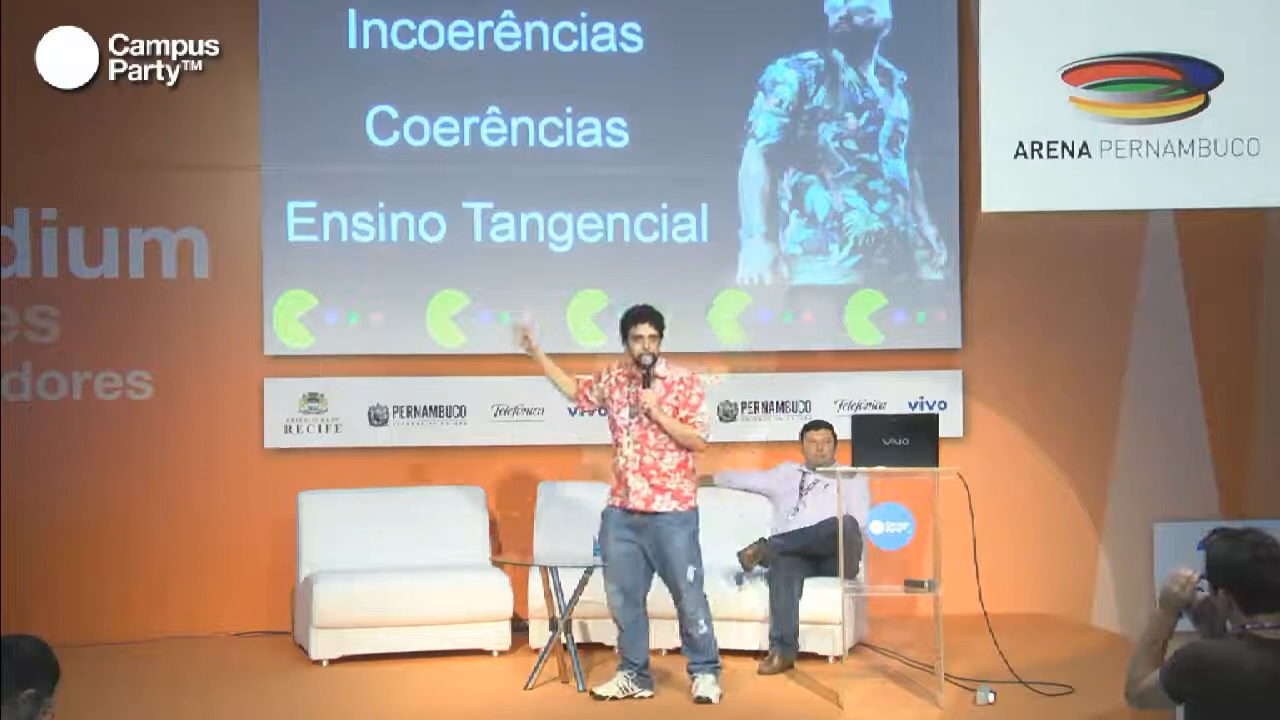 Campus
Party™
Incoerências
Coerências
Ensino Tangencial
ARENA PERNAMBUCO
dium
es
dores
RECIFE
PERNAMBUCO
Telefónica
vivo
PERNAMBUCO
Telefónica
vivo
VAIO